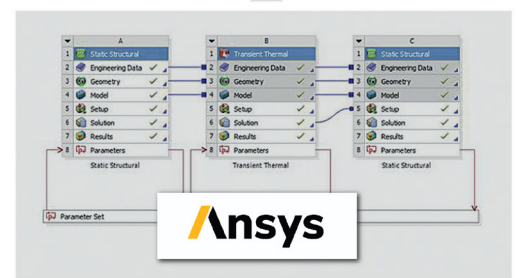 A
1 Static Structural
2 Engineering Data
3 Geometry
4 Model
5 Setup
6 Solution
7 Results
8 Parameters
Static Structural
B
1 Transient Thermal
2 Engineering Data
3 Geometry
4 Model
5 Setup
6 Solution
7 Results
8 Parameters
Transient Thermal
C
1 Static Structural
2 Engineering Data
3 Geometry
4 Model
5 Setup
6 Solution
7 Results
8 Parameters
Static Structural
Parameter Set
Ansys